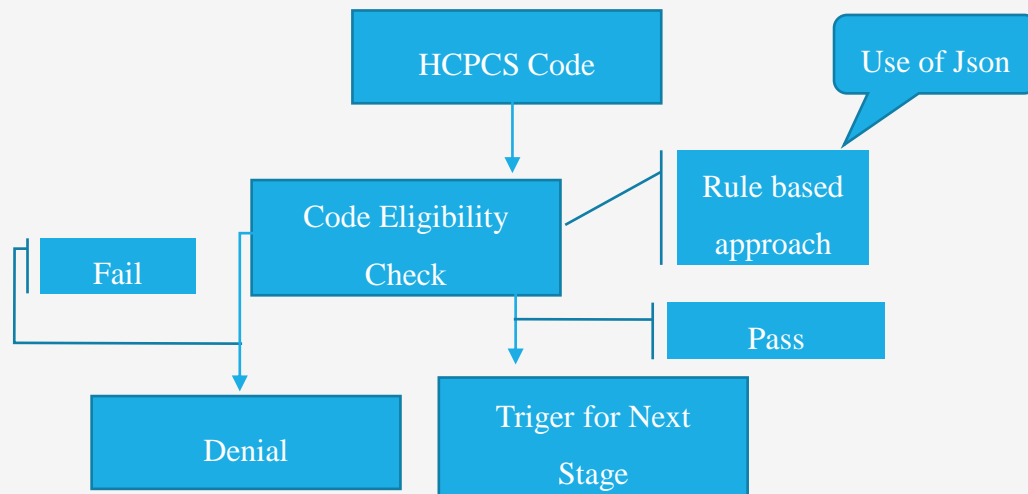 HCPCS Code
Use of Json
Rule based
approach
Code Eligibility
Check
Fail
Pass
Denial
Triger for Next
Stage